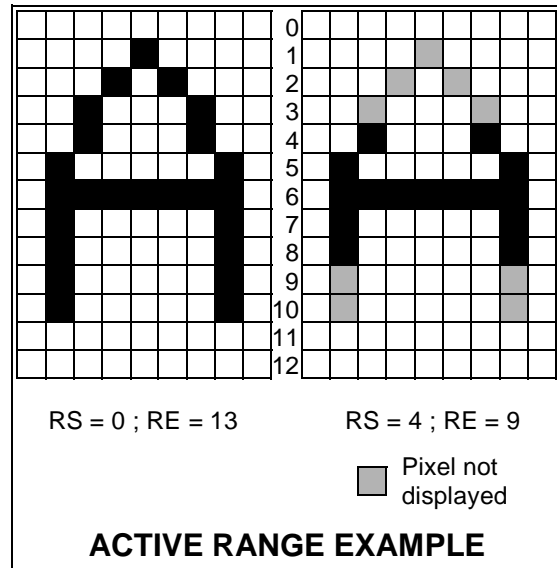 0
1
2
3
4
5
6
7
8
9
10
11
12
RS = 0 ; RE = 13
RS = 4 ; RE = 9
Pixel not
displayed
ACTIVE RANGE EXAMPLE